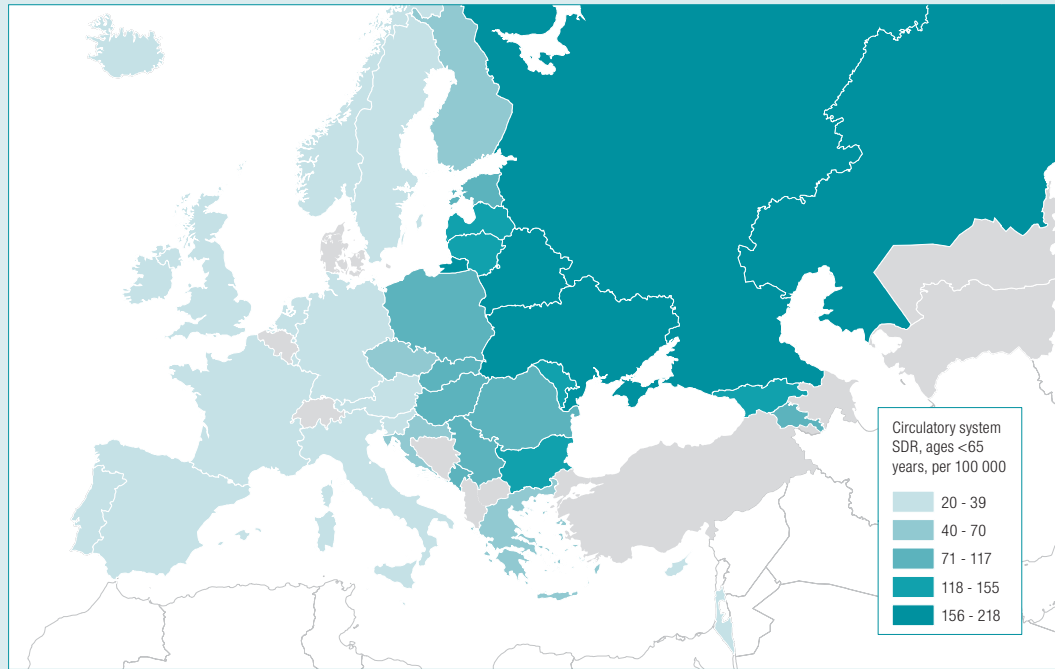 Circulatory system
SDR, ages <65
years, per 100 000
20 - 39
40 - 70
71 - 117
118 - 155
156 - 218